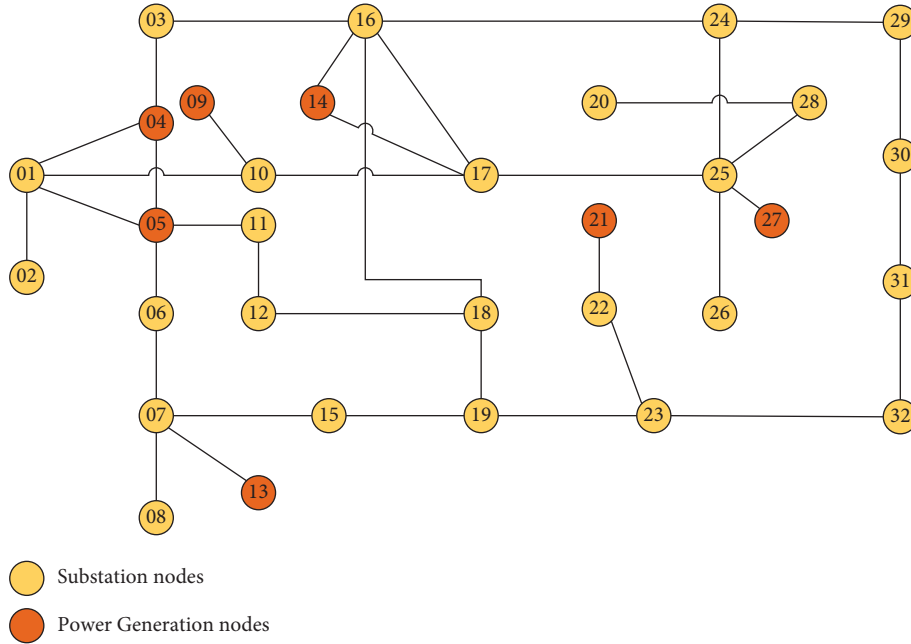 03 16 24 29
09 14 20 28
04
30
01 10 17 25
05 11 21 27
02 31
06 12 18 22 26
07 15 19 23 32
13
08
Substation nodes
Power Generation nodes